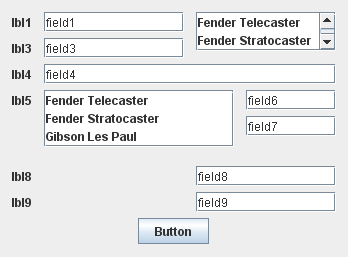 lbl1 field1 Fender Telecaster
lbl3 field3 Fender Stratocaster
lbl4 field4
lbl5 Fender Telecaster field6
Fender Stratocaster
field7
Gibson Les Paul
lbl8 field8
lbl9 field9
Button